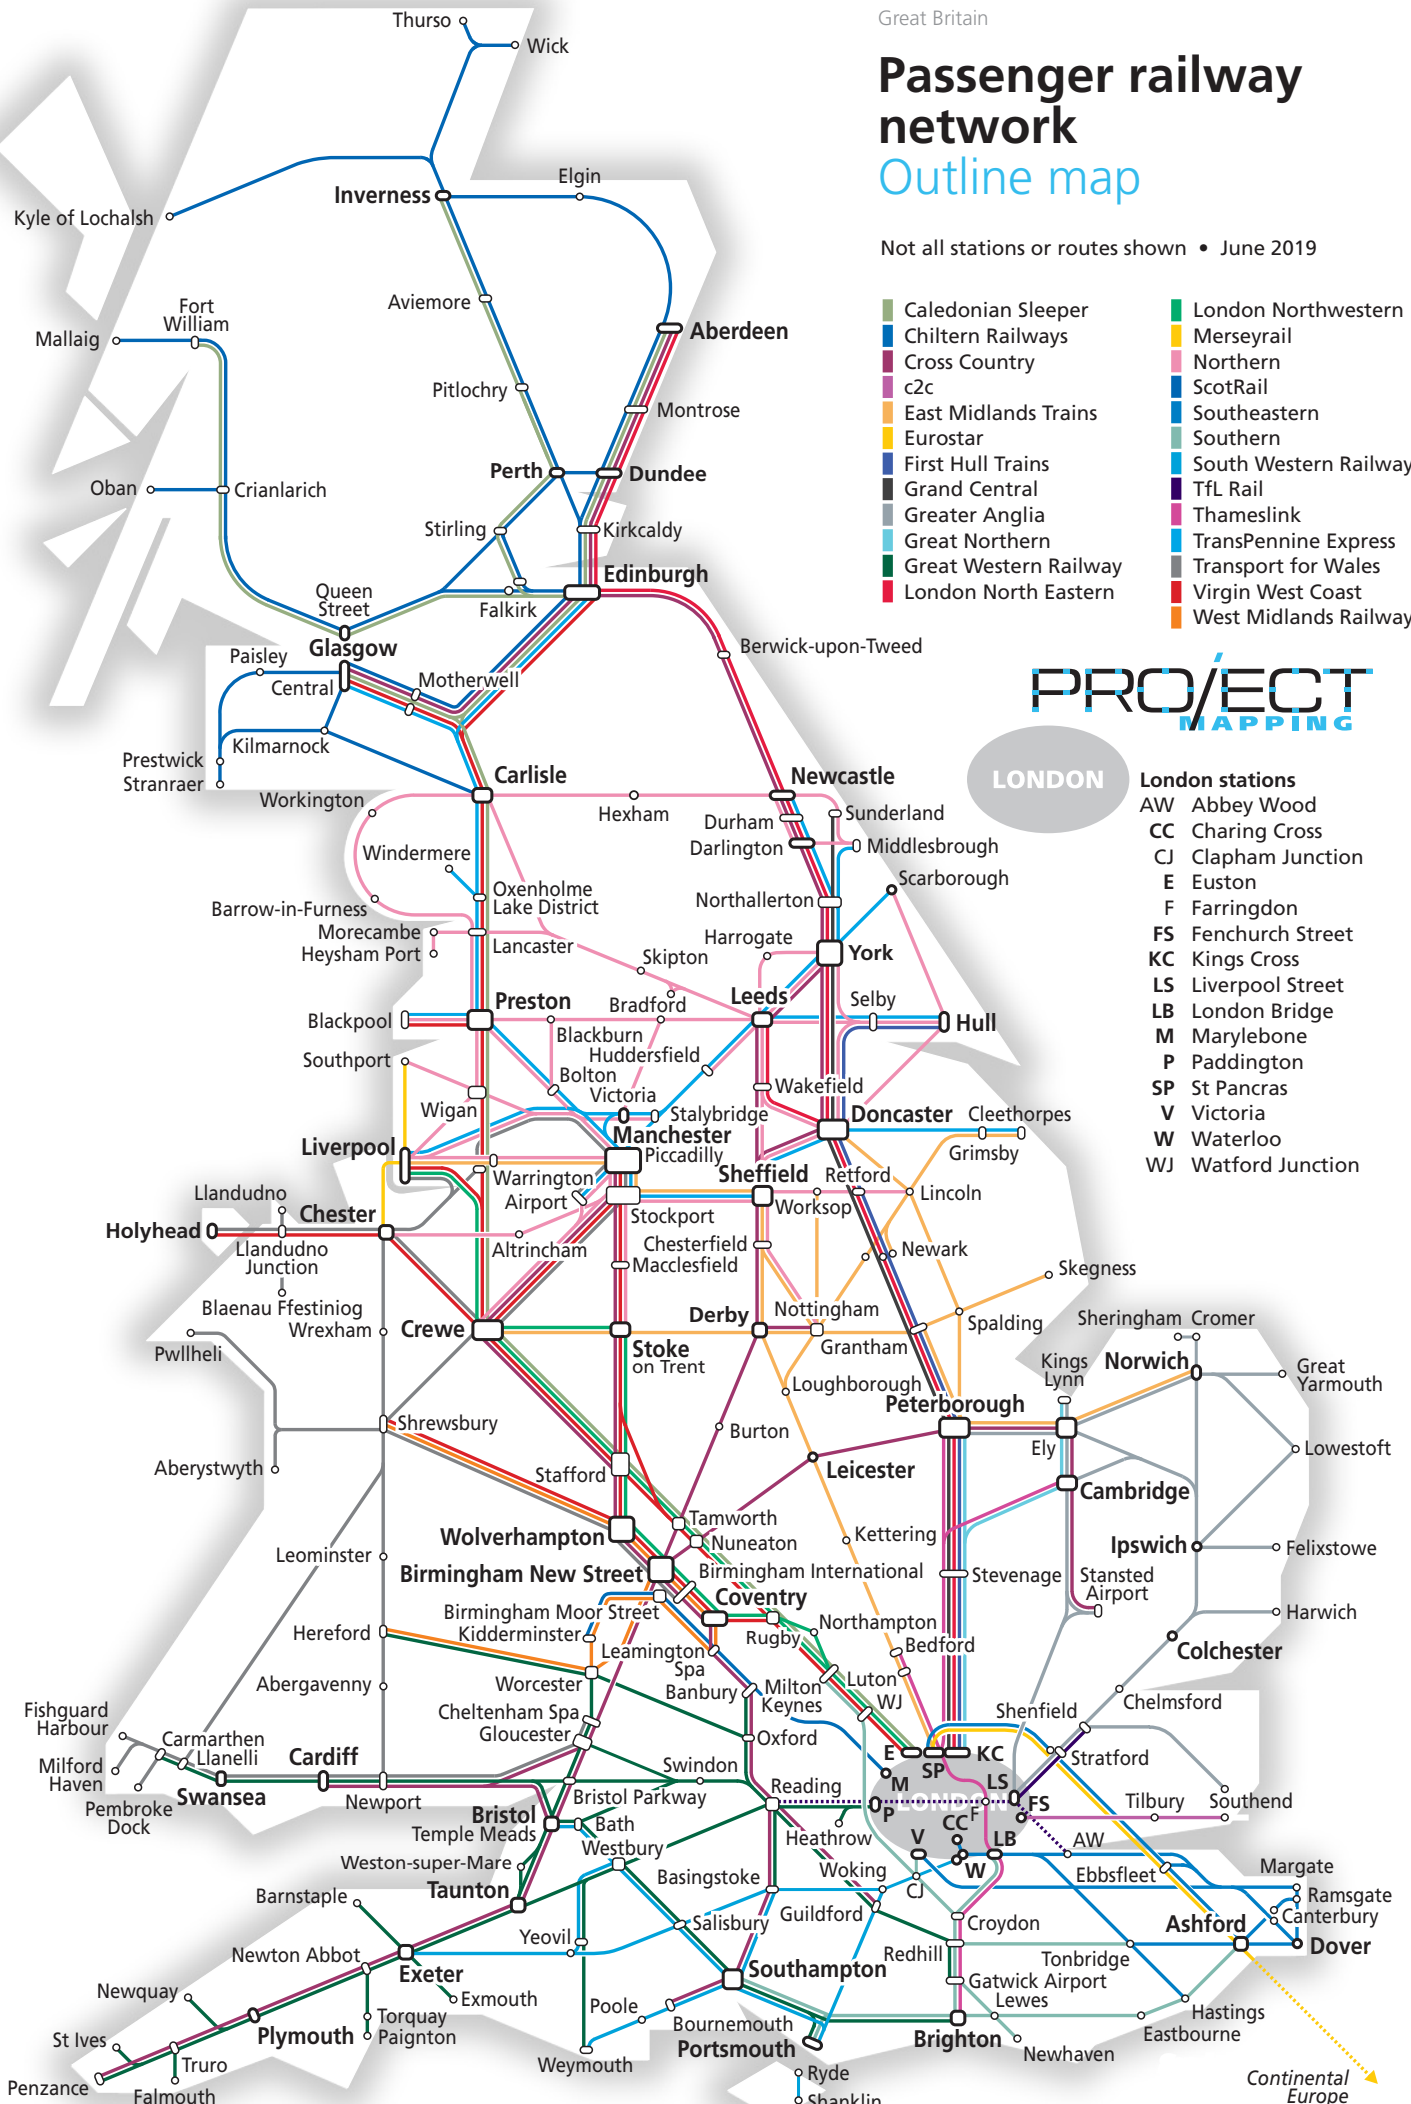 Great Britain
Passenger railway
network
Outline map
Not all stations or routes shown • June 2019
Caledonian Sleeper
Chiltern Railways
Cross Country
c2c
East Midlands Trains
Eurostar
First Hull Trains
Grand Central
Greater Anglia
Great Northern
Great Western Railway
London North Eastern
London Northwestern
Merseyrail
Northern
ScotRail
Southeastern
Southern
South Western Railway
TfL Rail
Thameslink
TransPennine Express
Transport for Wales
Virgin West Coast
West Midlands Railway
PROJECT
MAPPING
LONDON
London stations
AW Abbey Wood
CC Charing Cross
CJ Clapham Junction
E Euston
F Farringdon
FS Fenchurch Street
KC Kings Cross
LS Liverpool Street
LB London Bridge
M Marylebone
P Paddington
SP St Pancras
V Victoria
W Waterloo
WJ Watford Junction
Thurso
Wick
Inverness
Elgin
Kyle of Lochalsh
Aviemore
Fort
William
Mallaig
Aberdeen
Pitlochry
Montrose
Perth
Dundee
Oban
Crianlarich
Stirling
Kirkcaldy
Edinburgh
Queen
Street
Falkirk
Glasgow
Paisley
Central
Motherwell
Berwick-upon-Tweed
Kilmarnock
Prestwick
Stranraer
Carlisle
Newcastle
Workington
Hexham
Durham
Sunderland
Darlington
Middlesbrough
Windermere
Oxenholme
Lake District
Northallerton
Scarborough
Barrow-in-Furness
Morecambe
Heysham Port
Lancaster
Harrogate
York
Skipton
Bradford
Leeds
Selby
Preston
Blackpool
Hull
Blackburn
Huddersfield
Southport
Bolton
Wakefield
Victoria
Wigan
Stalybridge
Doncaster
Cleethorpes
Manchester
Piccadilly
Liverpool
Grimsby
Warrington
Airport
Sheffield
Retford
Lincoln
Worksop
Llandudno
Chester
Stockport
Holyhead
Altrincham
Chesterfield
Newark
Llandudno
Junction
Macclesfield
Skegness
Blaenau Ffestiniog
Wrexham
Crewe
Derby
Nottingham
Grantham
Spalding
Sheringham
Cromer
Pwllheli
Stoke
on Trent
Loughborough
Kings
Lynn
Norwich
Great
Yarmouth
Peterborough
Shrewsbury
Burton
Ely
Lowestoft
Aberystwyth
Stafford
Leicester
Cambridge
Tamworth
Nuneaton
Wolverhampton
Kettering
Ipswich
Felixstowe
Leominster
Birmingham New Street
Birmingham International
Stevenage
Stansted
Airport
Coventry
Harwich
Birmingham Moor Street
Kidderminster
Rugby
Northampton
Hereford
Leamington
Spa
Bedford
Colchester
Worcester
Banbury
Milton
Keynes
Luton
WJ
Abergavenny
Chelmsford
Cheltenham Spa
Gloucester
Oxford
Shenfield
Fishguard
Harbour
Carmarthen
Llanelli
Cardiff
Swindon
E
KC
SP
Stratford
Milford
Haven
Swansea
Newport
Bristol Parkway
Reading
M
LS
LONDON
P
F
FS
Tilbury
Southend
Pembroke
Dock
Bristol
Temple Meads
Bath
Heathrow
CC
V
LB
AW
Weston-super-Mare
Westbury
Woking
W
CJ
Ebbsfleet
Margate
Taunton
Basingstoke
Ramsgate
Barnstaple
Guildford
Canterbury
Yeovil
Salisbury
Croydon
Ashford
Newton Abbot
Exeter
Redhill
Tonbridge
Dover
Southampton
Gatwick Airport
Newquay
Exmouth
Poole
Bournemouth
Lewes
Hastings
Torquay
Paignton
Plymouth
Eastbourne
St Ives
Portsmouth
Brighton
Newhaven
Truro
Weymouth
Penzance
Falmouth
Ryde
Shanklin
Continental
Europe